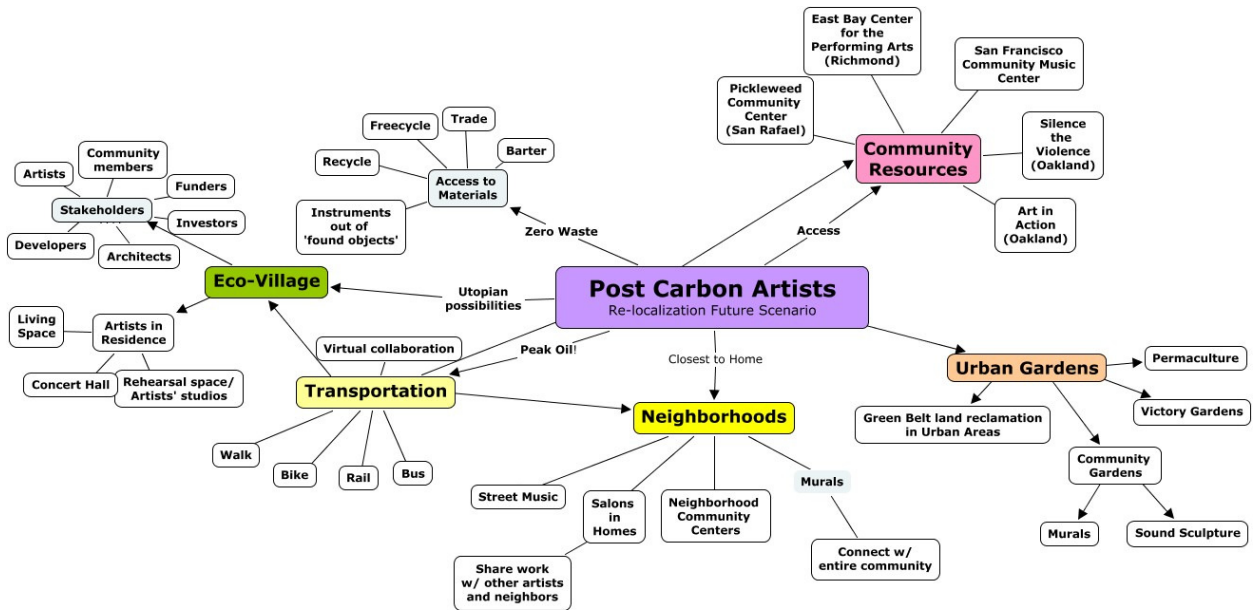 East Bay Center
for the
Performing Arts
(Richmond)
San Francisco
Community Music
Center
Pickleweed
Community
Center
(San Rafael)
Silence
the
Violence
(Oakland)
Community
Resources
Art in
Action
(Oakland)
Access
Freecycle
Trade
Barter
Recycle
Access to
Materials
Instruments
out of
'found objects'
Zero Waste
Community
members
Artists
Funders
Stakeholders
Investors
Developers
Architects
Eco-Village
Utopian
possibilities
Post Carbon Artists
Re-localization Future Scenario
Living
Space
Artists in
Residence
Concert Hall
Rehearsal space/
Artists' studios
Virtual collaboration
Peak Oil!
Closest to Home
Transportation
Walk
Bike
Rail
Bus
Neighborhoods
Street Music
Salons
in
Homes
Neighborhood
Community
Centers
Murals
Share work
w/ other artists
and neighbors
Connect w/
entire community
Urban Gardens
Permaculture
Victory Gardens
Green Belt land reclamation
in Urban Areas
Community
Gardens
Murals
Sound Sculpture